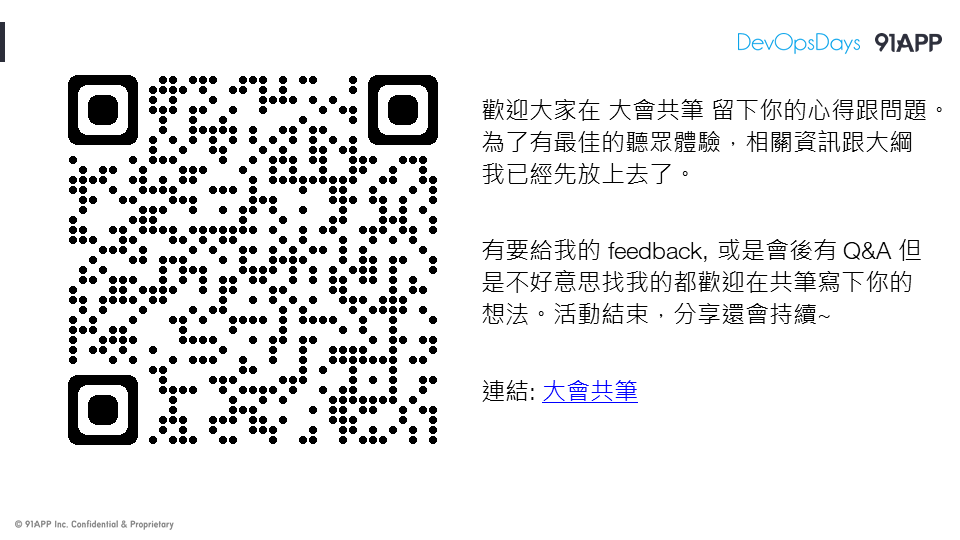 DevOpsDays 91APP
歡迎大家在 大會共筆 留下你的心得跟問題。
為了有最佳的聽眾體驗，相關資訊跟大綱
我已經先放上去了。
有要給我的 feedback, 或是會後有 Q&A 但
是不好意思找我的都歡迎在共筆寫下你的
想法。活動結束，分享還會持續~
連結: 大會共筆
© 91APP Inc. Confidential & Proprietary